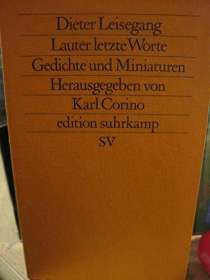 Dieter Leisegang
Lauter letzte Worte
Gedichte und Miniaturen
Herausgegeben von
Karl Corino
edition suhrkamp
SV